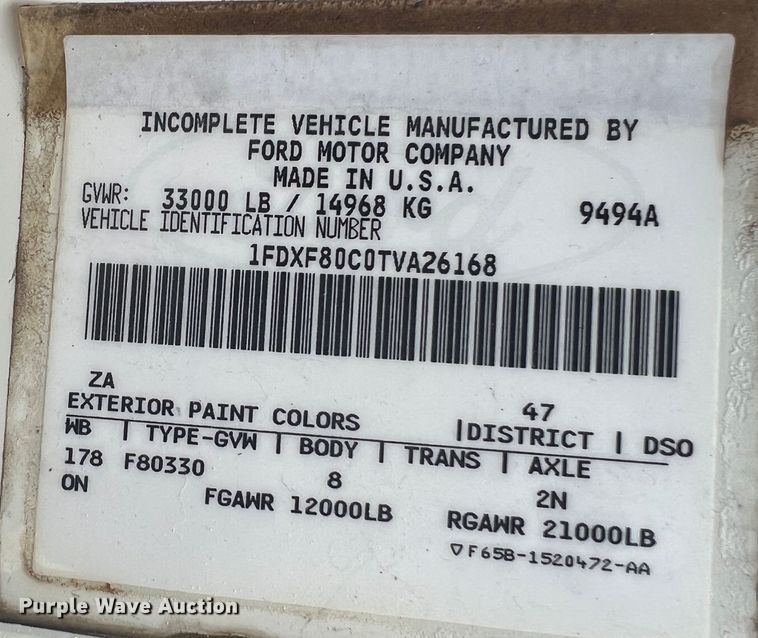 INCOMPLETE VEHICLE MANUFACTURED BY
FORD MOTOR COMPANY
MADE IN U.S.A.
GVWR: 33000 LB / 14968 KG 9494A
VEHICLE IDENTIFICATION NUMBER
1FDXF80C0TVA26168
ZA 47
EXTERIOR PAINT COLORS |DISTRICT | DSO
WB | TYPE-GVW | BODY | TRANS | AXLE
178 F80330 8 2N
ON FGAWR 12000LB RGAWR 21000LB
▽F65B-1520472-AA
Purple Wave Auction